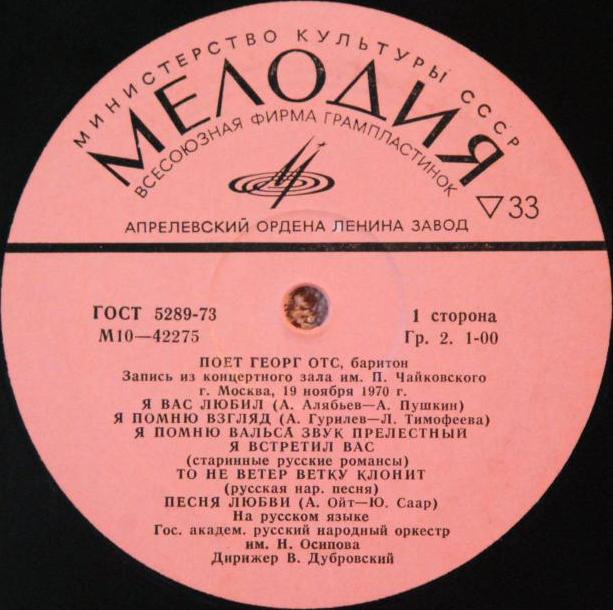 МИНИСТЕРСТВО КУЛЬТУРЫ СССР
МЕЛОДИЯ
ВСЕСОЮЗНАЯ ФИРМА ГРАМПЛАСТИНОК
▽33
АПРЕЛЕВСКИЙ ОРДЕНА ЛЕНИНА ЗАВОД
ГОСТ 5289-73
1 сторона
М10—42275
Гр. 2. 1-00
ПОЕТ ГЕОРГ ОТС, баритон
Запись из концертного зала им. П. Чайковского
г. Москва, 19 ноября 1970 г.
Я ВАС ЛЮБИЛ (А. Алябьев—А. Пушкин)
Я ПОМНЮ ВЗГЛЯД (А. Гурилев—Л. Тимофеева)
Я ПОМНЮ ВАЛЬСА ЗВУК ПРЕЛЕСТНЫЙ
Я ВСТРЕТИЛ ВАС
(старинные русские романсы)
ТО НЕ ВЕТЕР ВЕТКУ КЛОНИТ
(русская нар. песня)
ПЕСНЯ ЛЮБВИ (А. Ойт—Ю. Саар)
На русском языке
Гос. академ. русский народный оркестр
им. Н. Осипова
Дирижер В. Дубровский